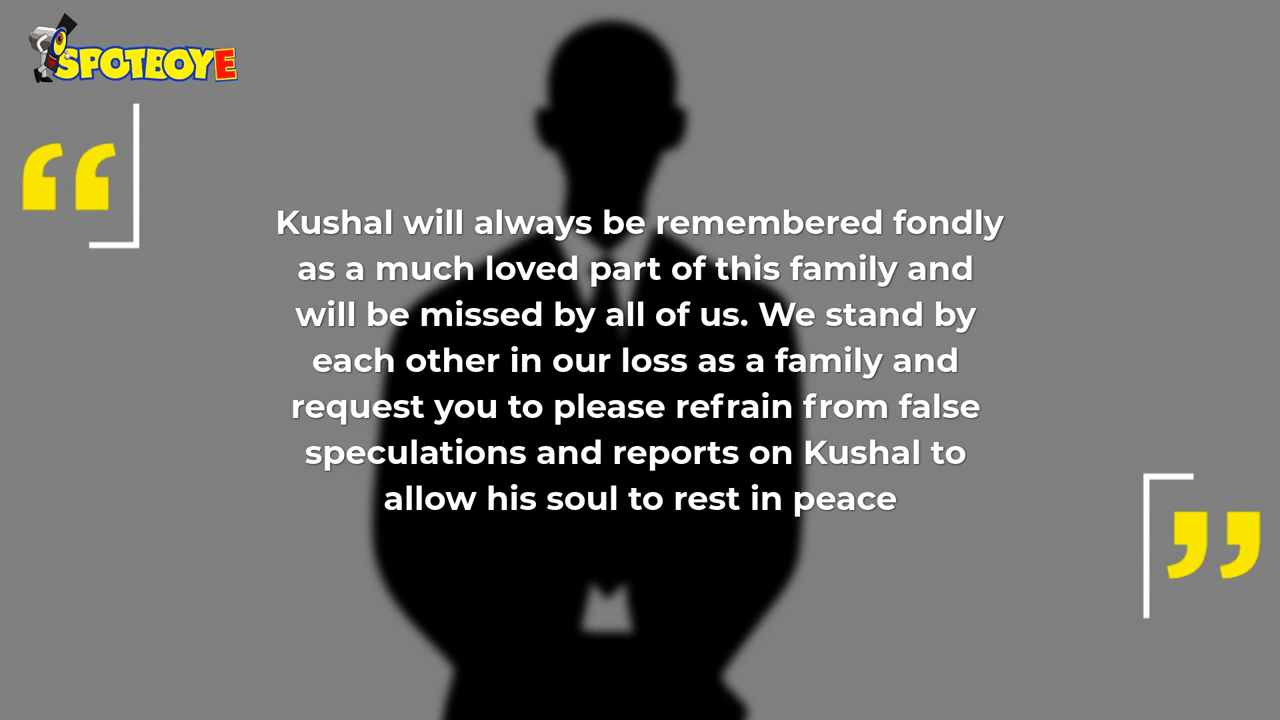 SPOTBOYE
Kushal will always be remembered fondly
as a much loved part of this family and
will be missed by all of us. We stand by
each other in our loss as a family and
request you to please refrain from false
speculations and reports on Kushal to
allow his soul to rest in peace